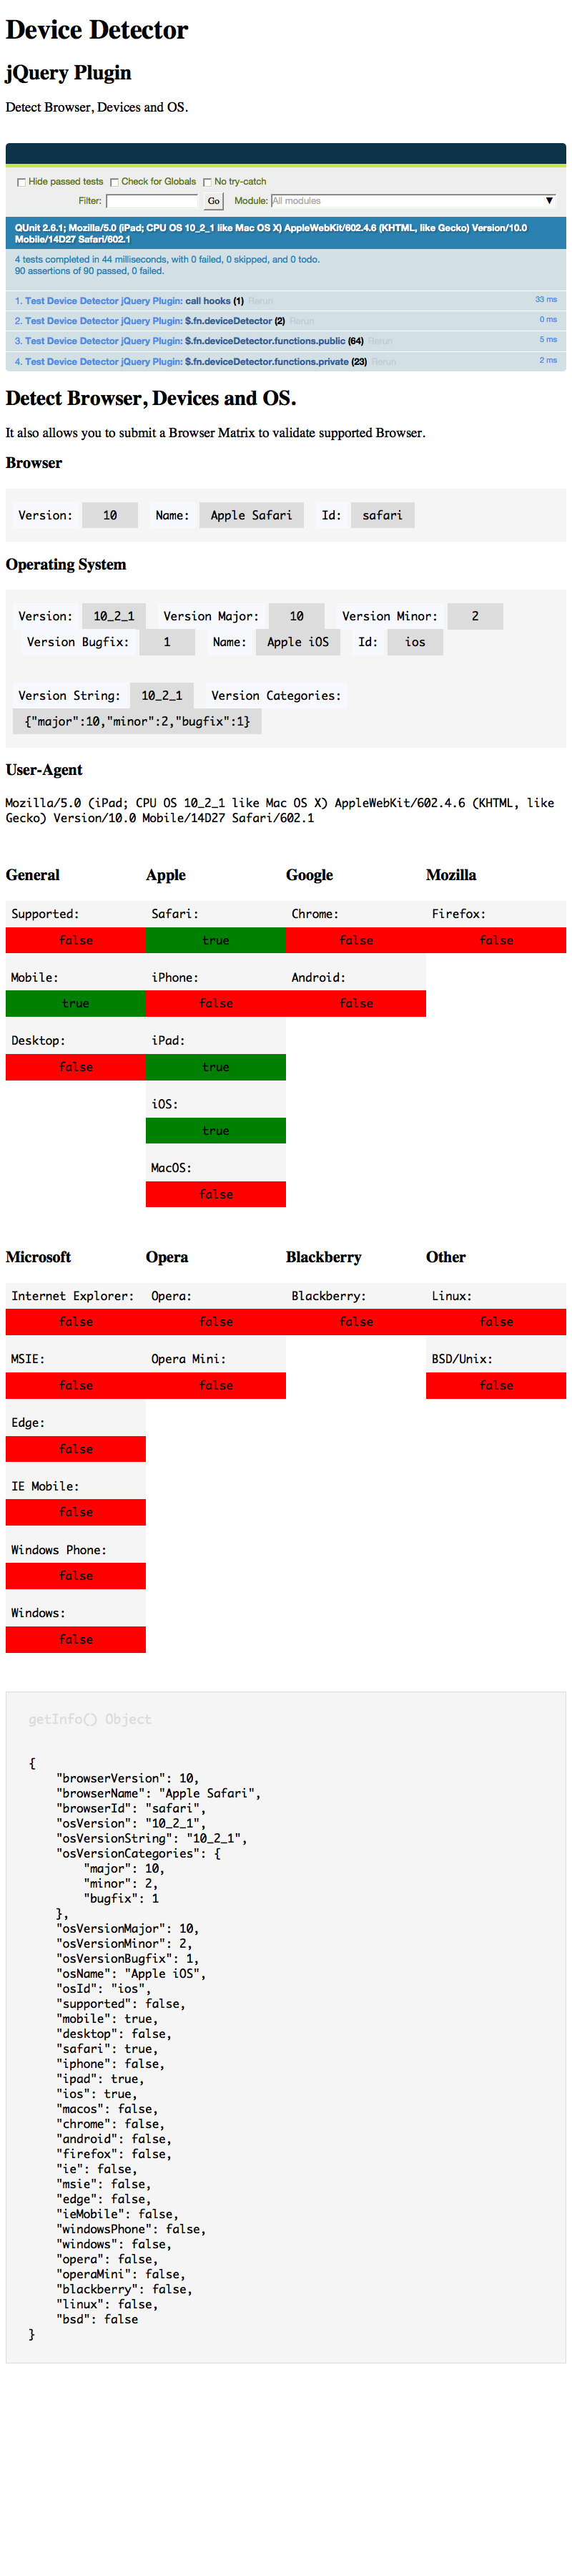 Device Detector
jQuery Plugin
Detect Browser, Devices and OS.
Hide passed tests Check for Globals No try-catch
Filter: Go Module: All modules ▼
QUnit 2.6.1; Mozilla/5.0 (iPad; CPU OS 10_2_1 like Mac OS X) AppleWebKit/602.4.6 (KHTML, like Gecko) Version/10.0
Mobile/14D27 Safari/602.1
4 tests completed in 44 milliseconds, with 0 failed, 0 skipped, and 0 todo.
90 assertions of 90 passed, 0 failed.
1. Test Device Detector jQuery Plugin: call hooks (1) Rerun 33 ms
2. Test Device Detector jQuery Plugin: $.fn.deviceDetector (2) Rerun 0 ms
3. Test Device Detector jQuery Plugin: $.fn.deviceDetector.functions.public (64) Rerun 5 ms
4. Test Device Detector jQuery Plugin: $.fn.deviceDetector.functions.private (23) Rerun 2 ms
Detect Browser, Devices and OS.
It also allows you to submit a Browser Matrix to validate supported Browser.
Browser
Version: 10 Name: Apple Safari Id: safari
Operating System
Version: 10_2_1 Version Major: 10 Version Minor: 2
Version Bugfix: 1 Name: Apple iOS Id: ios
Version String: 10_2_1 Version Categories:
{"major":10,"minor":2,"bugfix":1}
User-Agent
Mozilla/5.0 (iPad; CPU OS 10_2_1 like Mac OS X) AppleWebKit/602.4.6 (KHTML, like
Gecko) Version/10.0 Mobile/14D27 Safari/602.1
General Apple Google Mozilla
Supported: Safari: Chrome: Firefox:
false true false false
Mobile: iPhone: Android:
true false false
Desktop: iPad:
false true
iOS:
true
MacOS:
false
Microsoft Opera Blackberry Other
Internet Explorer: Opera: Blackberry: Linux:
false false false false
MSIE: Opera Mini: BSD/Unix:
false false false
Edge:
false
IE Mobile:
false
Windows Phone:
false
Windows:
false
getInfo() Object
{
    "browserVersion": 10,
    "browserName": "Apple Safari",
    "browserId": "safari",
    "osVersion": "10_2_1",
    "osVersionString": "10_2_1",
    "osVersionCategories": {
        "major": 10,
        "minor": 2,
        "bugfix": 1
    },
    "osVersionMajor": 10,
    "osVersionMinor": 2,
    "osVersionBugfix": 1,
    "osName": "Apple iOS",
    "osId": "ios",
    "supported": false,
    "mobile": true,
    "desktop": false,
    "safari": true,
    "iphone": false,
    "ipad": true,
    "ios": true,
    "macos": false,
    "chrome": false,
    "android": false,
    "firefox": false,
    "ie": false,
    "msie": false,
    "edge": false,
    "ieMobile": false,
    "windowsPhone": false,
    "windows": false,
    "opera": false,
    "operaMini": false,
    "blackberry": false,
    "linux": false,
    "bsd": false
}